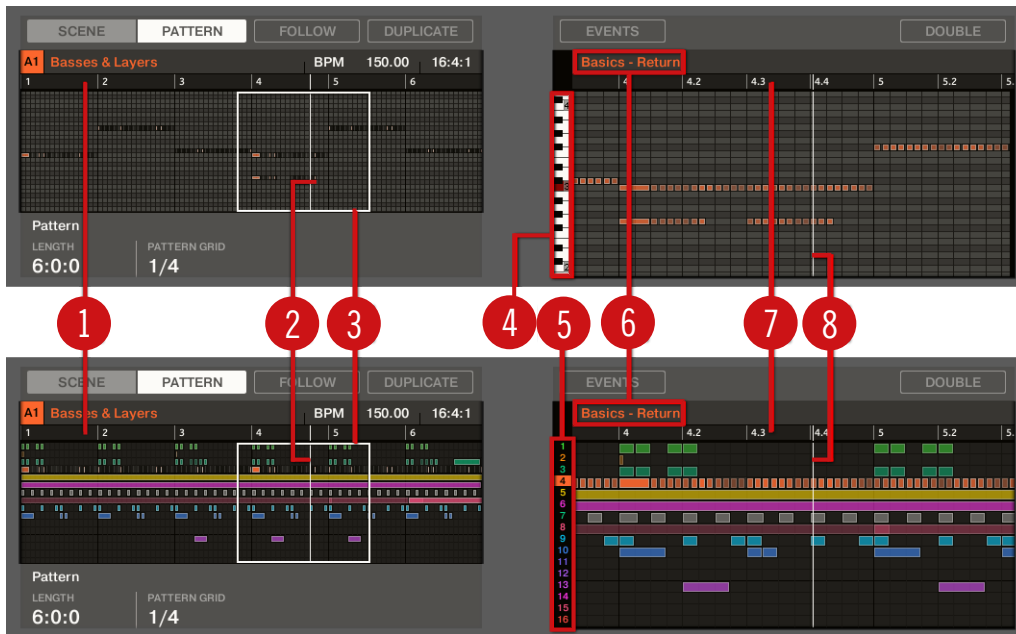 SCENE PATTERN FOLLOW DUPLICATE
A1 Basses & Layers BPM 150.00 16:4:1
1 2 3 4 5 6
Pattern
LENGTH PATTERN GRID
6:0:0 1/4
EVENTS DOUBLE
Basics - Return
4 4.2 4.3 4.4 5 5.2 5.
4
3
2
1 2 3 4 5 6 7 8
SCENE PATTERN FOLLOW DUPLICATE
A1 Basses & Layers BPM 150.00 16:4:1
1 2 3 4 5 6
Pattern
LENGTH PATTERN GRID
6:0:0 1/4
EVENTS DOUBLE
Basics - Return
4 4.2 4.3 4.4 5 5.2 5.
1
2
3
4
5
6
7
8
9
10
11
12
13
14
15
16